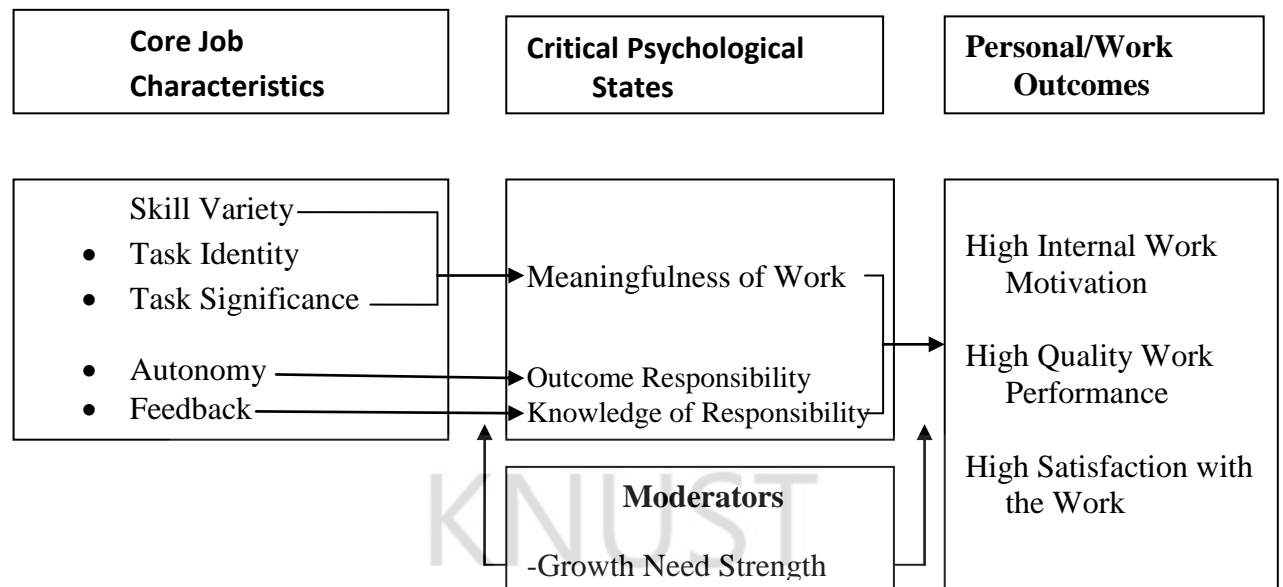 Core Job
Characteristics
Critical Psychological
States
Personal/Work
Outcomes
Skill Variety
• Task Identity
• Task Significance
• Autonomy
• Feedback
Meaningfulness of Work
Outcome Responsibility
Knowledge of Responsibility
High Internal Work
Motivation
High Quality Work
Performance
High Satisfaction with
the Work
KNUST
Moderators
-Growth Need Strength